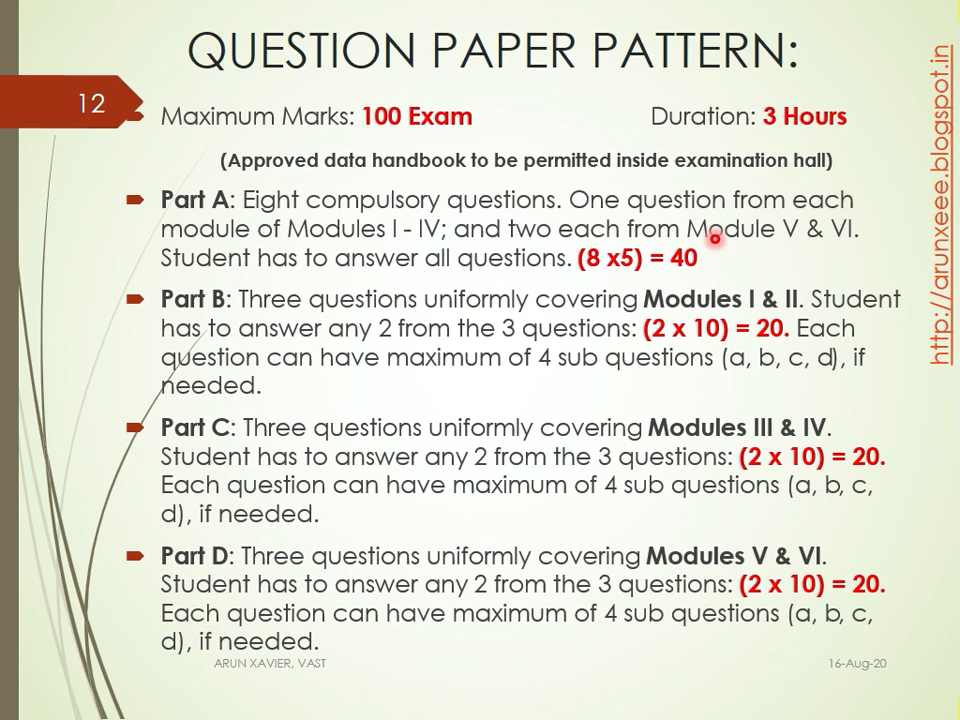 QUESTION PAPER PATTERN:
12
Maximum Marks: 100 Exam Duration: 3 Hours
(Approved data handbook to be permitted inside examination hall)
Part A: Eight compulsory questions. One question from each
module of Modules I - IV; and two each from Module V & VI.
Student has to answer all questions. (8 x5) = 40
Part B: Three questions uniformly covering Modules I & II. Student
has to answer any 2 from the 3 questions: (2 x 10) = 20. Each
question can have maximum of 4 sub questions (a, b, c, d), if
needed.
Part C: Three questions uniformly covering Modules III & IV.
Student has to answer any 2 from the 3 questions: (2 x 10) = 20.
Each question can have maximum of 4 sub questions (a, b, c,
d), if needed.
Part D: Three questions uniformly covering Modules V & VI.
Student has to answer any 2 from the 3 questions: (2 x 10) = 20.
Each question can have maximum of 4 sub questions (a, b, c,
d), if needed.
ARUN XAVIER, VAST 16-Aug-20
http://arunxeee.blogspot.in